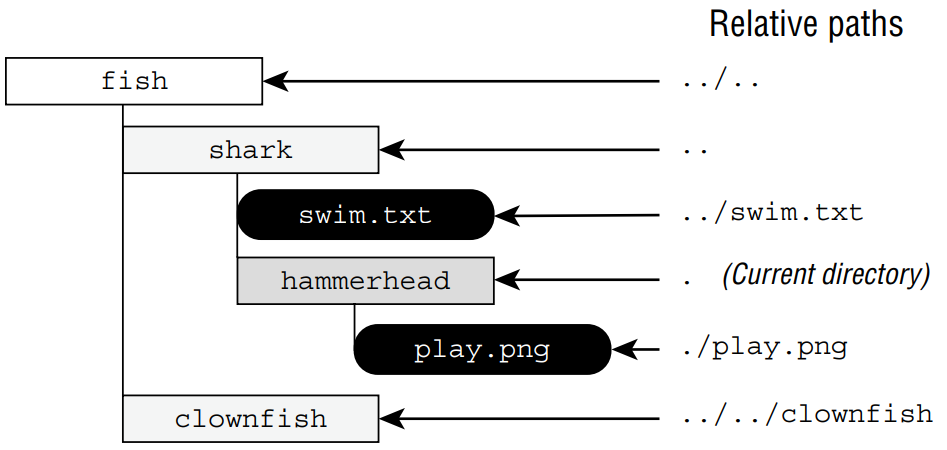 Relative paths
fish ../..
shark ..
swim.txt ../swim.txt
hammerhead . (Current directory)
play.png ./play.png
clownfish ../../clownfish